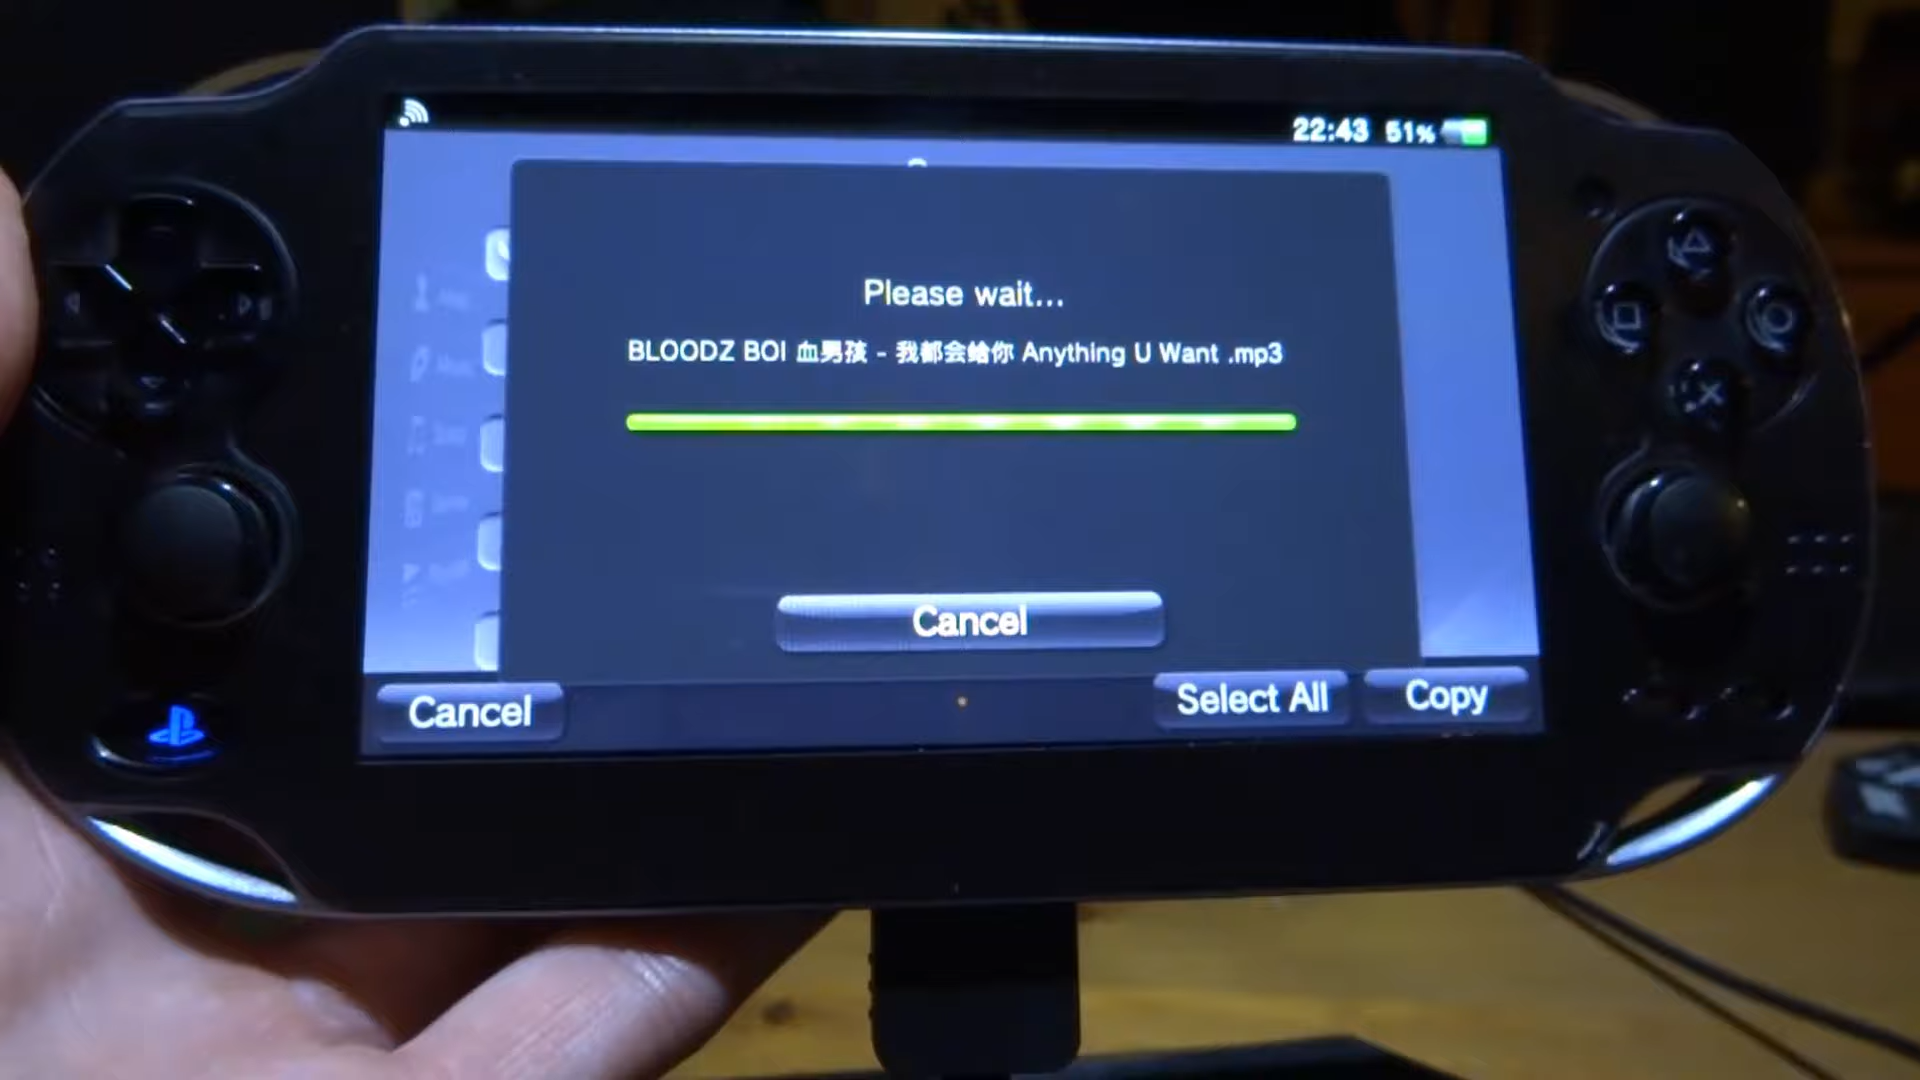 22:43 51%
Please wait...
BLOODZ BOI 血男孩 - 我都会给你 Anything U Want .mp3
Cancel
Cancel
Select All
Copy